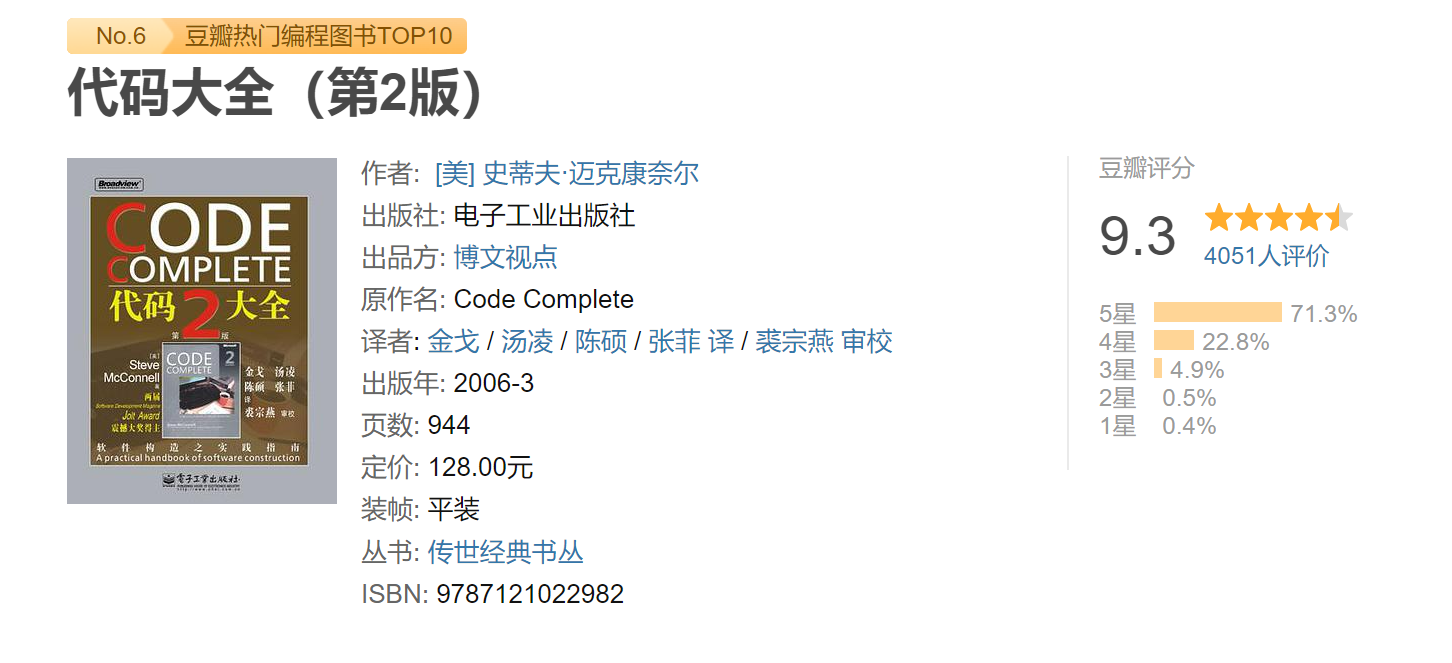 No.6 豆瓣热门编程图书TOP10
代码大全（第2版）
Broadview
CODE
COMPLETE
代码2大全
第 版
[美]
Steve
McConnell
著
两届
Software Development Magazine
Jolt Award
震撼大奖得主
Microsoft
CODE 2
COMPLETE
金戈 汤凌
陈硕 张菲
译
裘宗燕 审校
软件构造之实践指南
A practical handbook of software construction
电子工业出版社
作者: [美] 史蒂夫·迈克康奈尔
出版社: 电子工业出版社
出品方: 博文视点
原作名: Code Complete
译者: 金戈 / 汤凌 / 陈硕 / 张菲 译 / 裘宗燕 审校
出版年: 2006-3
页数: 944
定价: 128.00元
装帧: 平装
丛书: 传世经典书丛
ISBN: 9787121022982
豆瓣评分
9.3
4051人评价
5星 71.3%
4星 22.8%
3星 4.9%
2星 0.5%
1星 0.4%